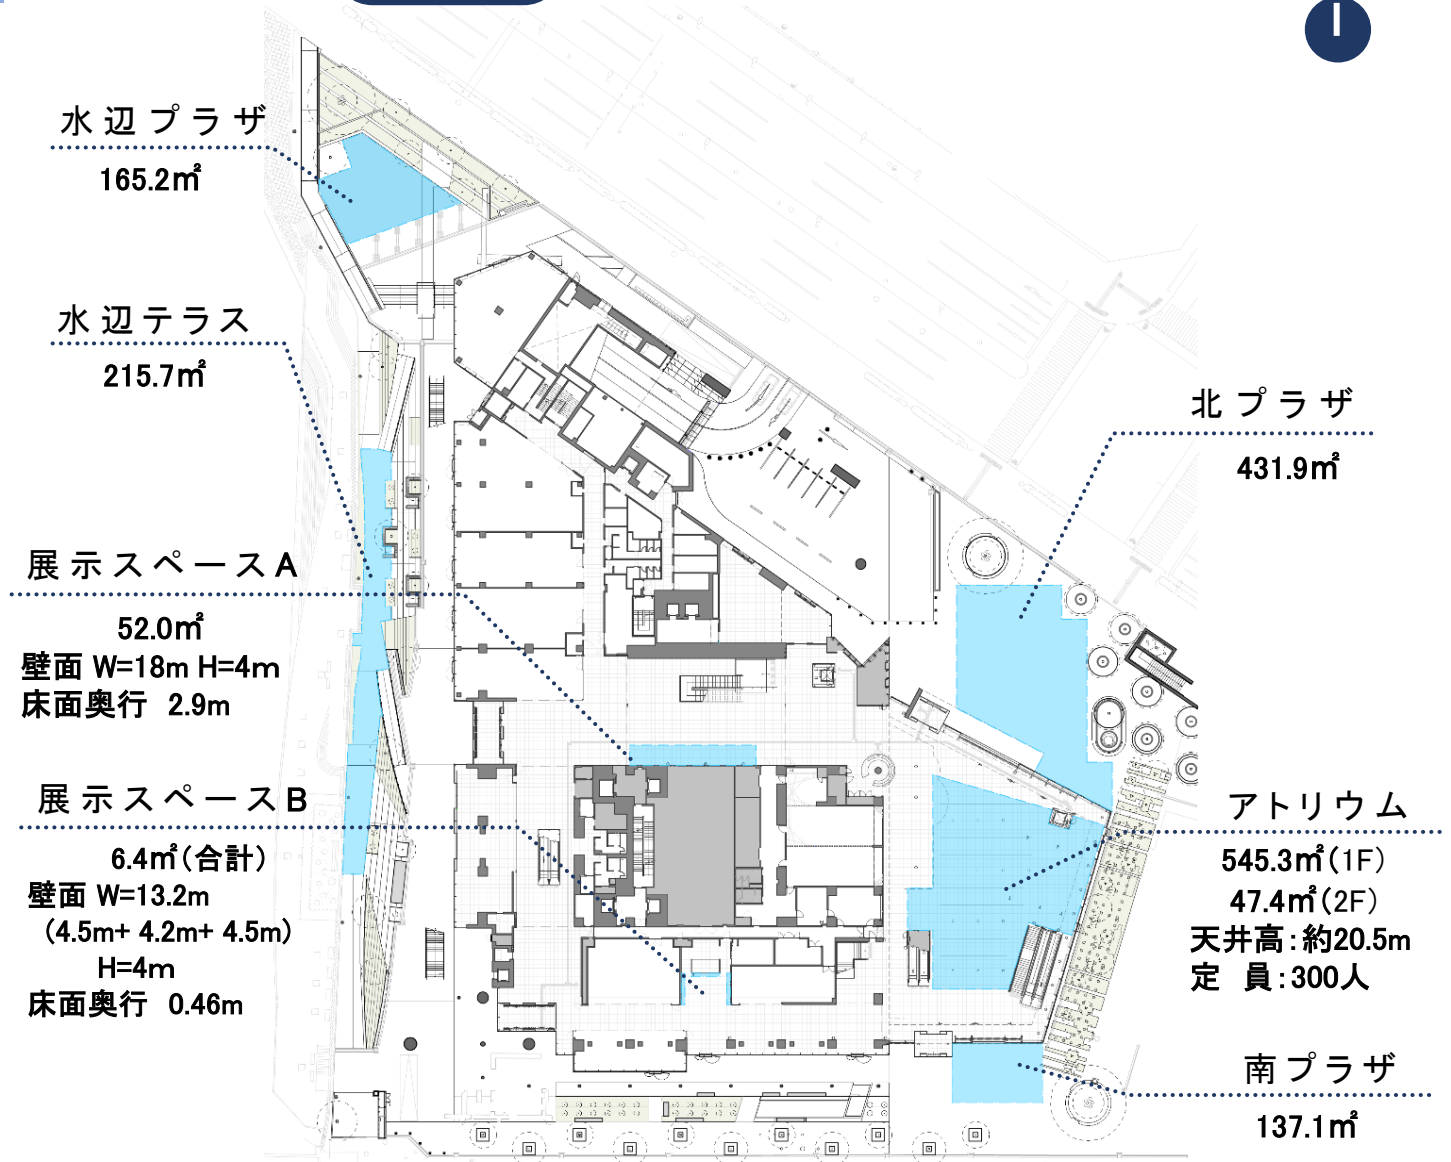 水辺プラザ
165.2㎡
水辺テラス
215.7㎡
展示スペースA
52.0㎡
壁面 W=18m H=4m
床面奥行 2.9m
展示スペースB
6.4㎡(合計)
壁面 W=13.2m
(4.5m+ 4.2m+ 4.5m)
H=4m
床面奥行 0.46m
北プラザ
431.9㎡
アトリウム
545.3㎡(1F)
47.4㎡(2F)
天井高:約20.5m
定 員:300人
南プラザ
137.1㎡